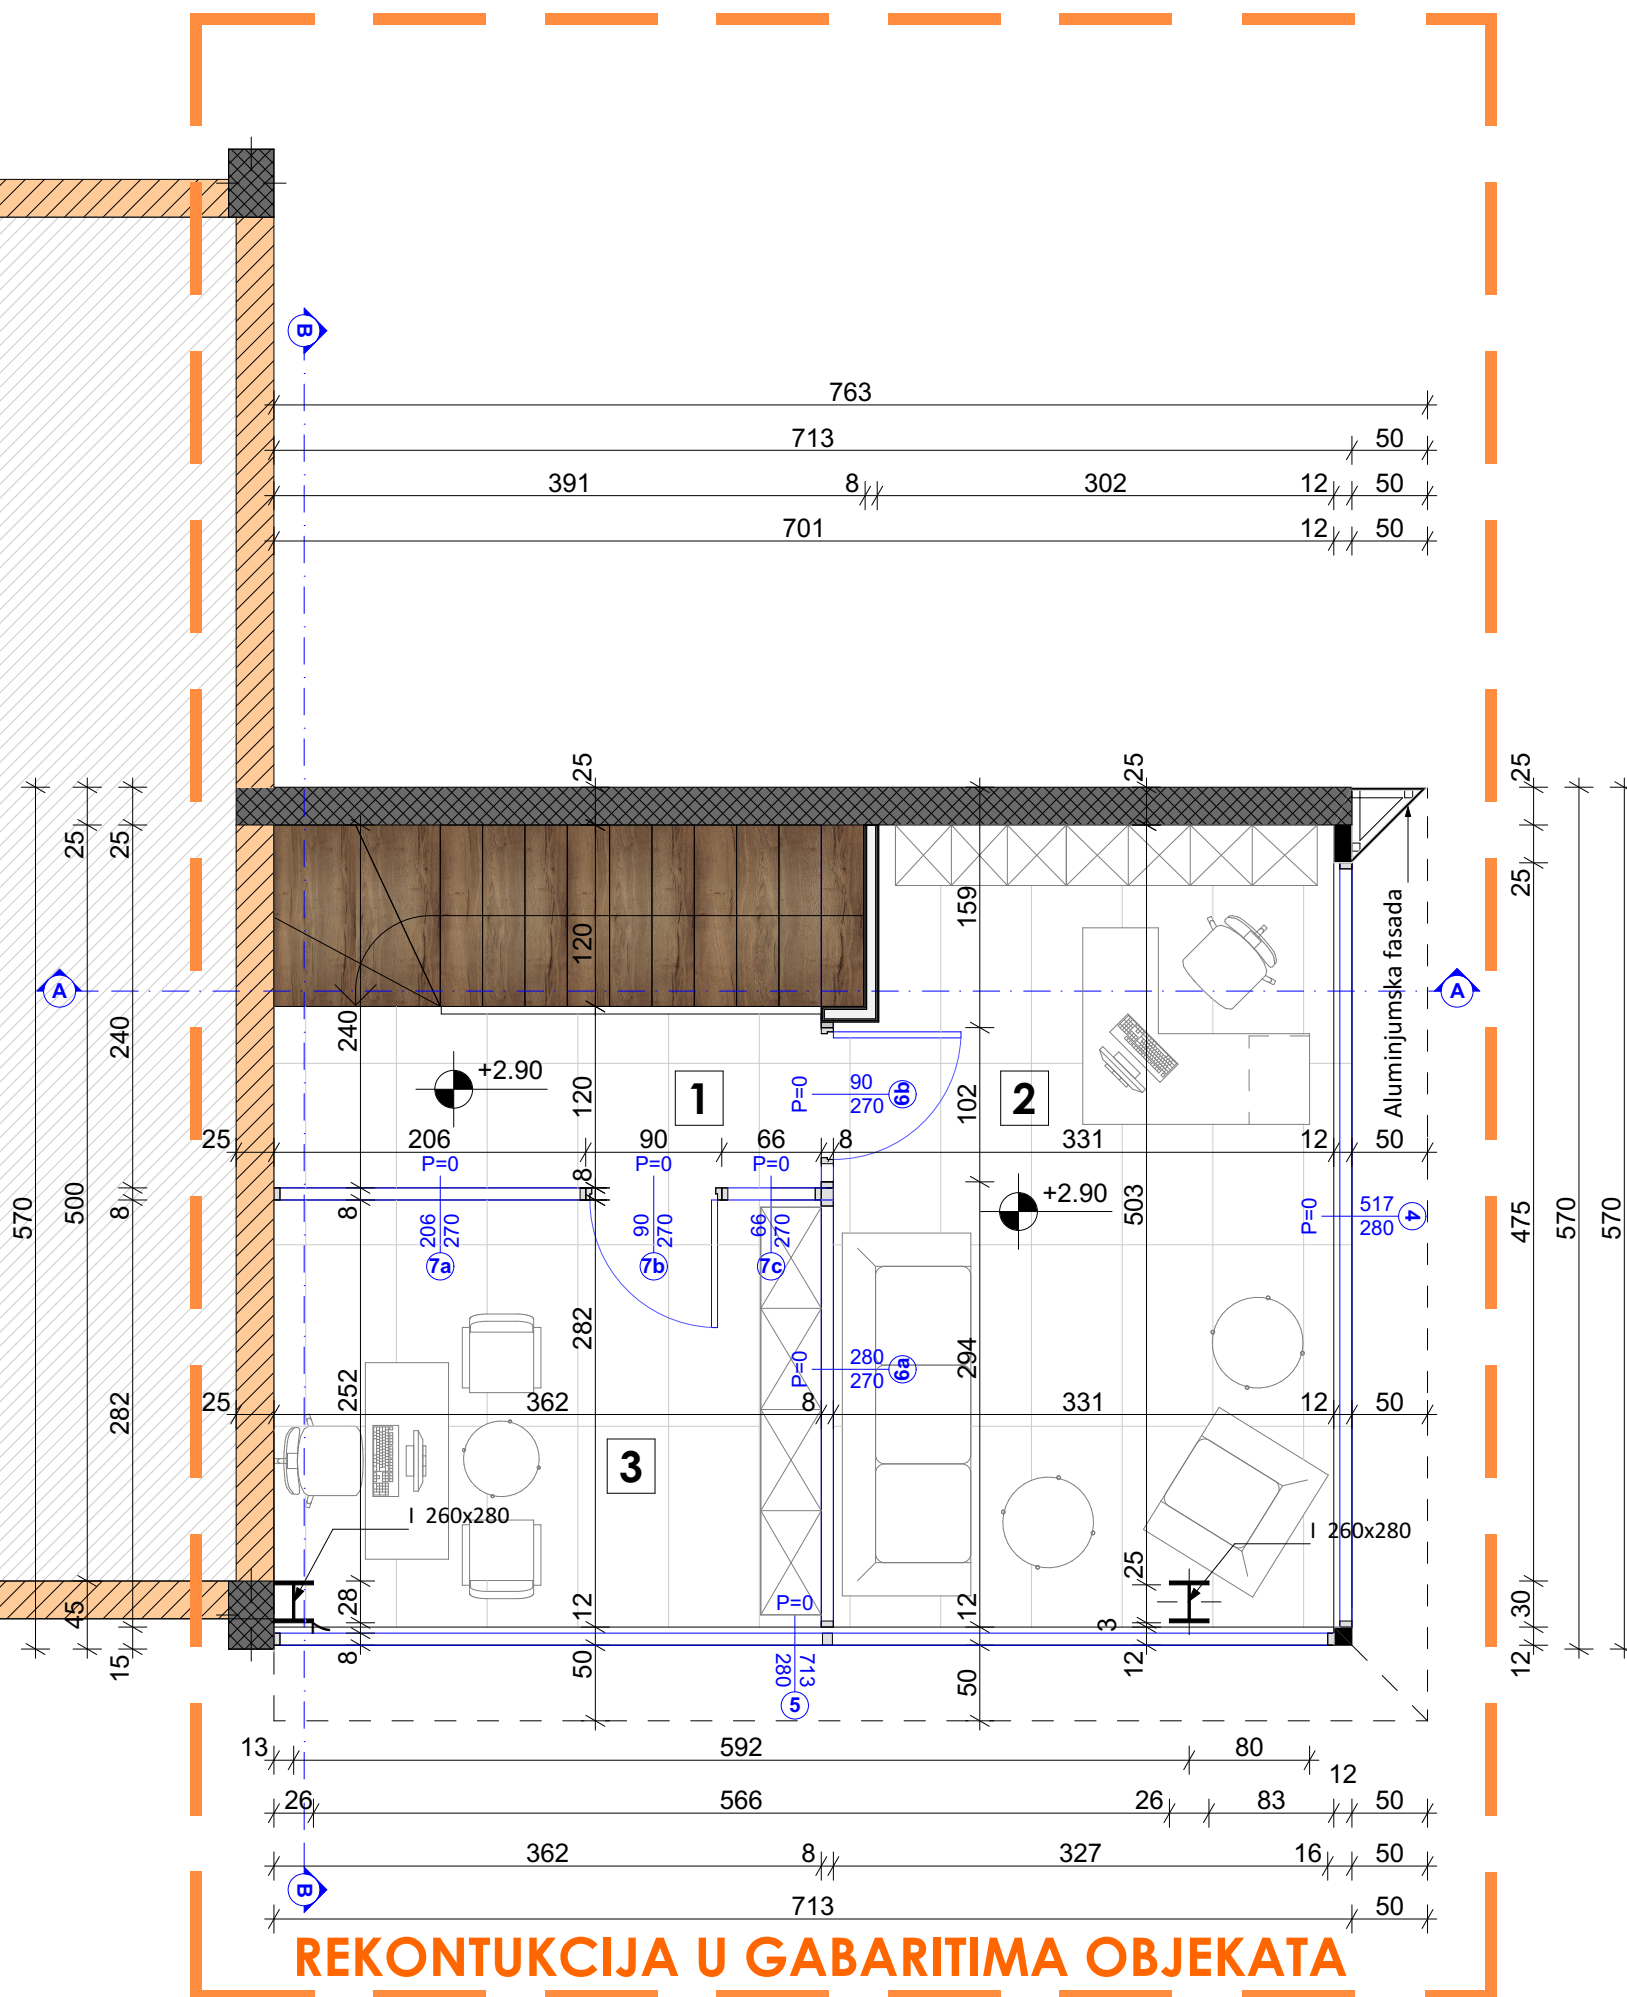 B
763
713 50
391 8 302 12 50
701 12 50
25 25 25
25 25 159 25
120
Aluminjumska fasada
A A
240 240 120 102
+2.90 1 P=0 90 270 6b 2
25 206 90 66 8 331 12 50
P=0 P=0 P=0
8 8 8
+2.90
570 500 503 475 570 570
206 270 90 270 66 270
7a 7b 7c
P=0 517 280 4
282 252 282 294
P=0 280 270 6a
25 362 8 331 12 50
3
I 260x280 I 260x280
45 28 7 12 P=0 12 25 3 30
15 8 50 713 280 50 12 12
5
13 592 80
12
26 566 26 83 50
362 8 327 16 50
B
713 50
REKONTUKCIJA U GABARITIMA OBJEKATA